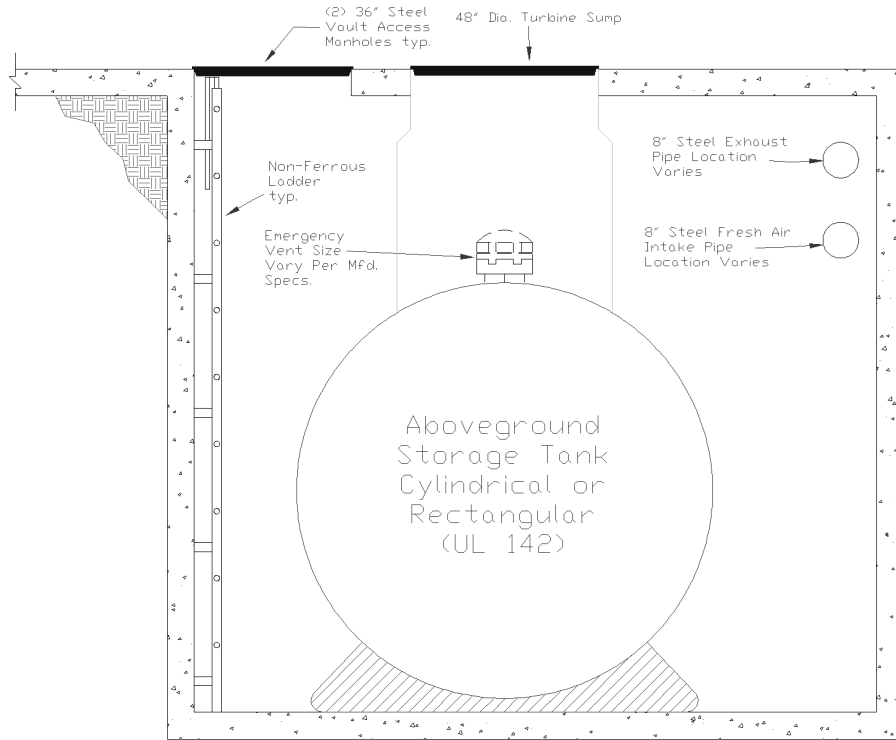 (2) 36" Steel
Vault Access
Manholes typ.
48" Dia. Turbine Sump
8" Steel Exhaust
Pipe Location
Varies
Non-Ferrous
Ladder
typ.
8" Steel Fresh Air
Intake Pipe
Location Varies
Emergency
Vent Size
Vary Per Mfd.
Specs.
Aboveground
Storage Tank
Cylindrical or
Rectangular
(UL 142)